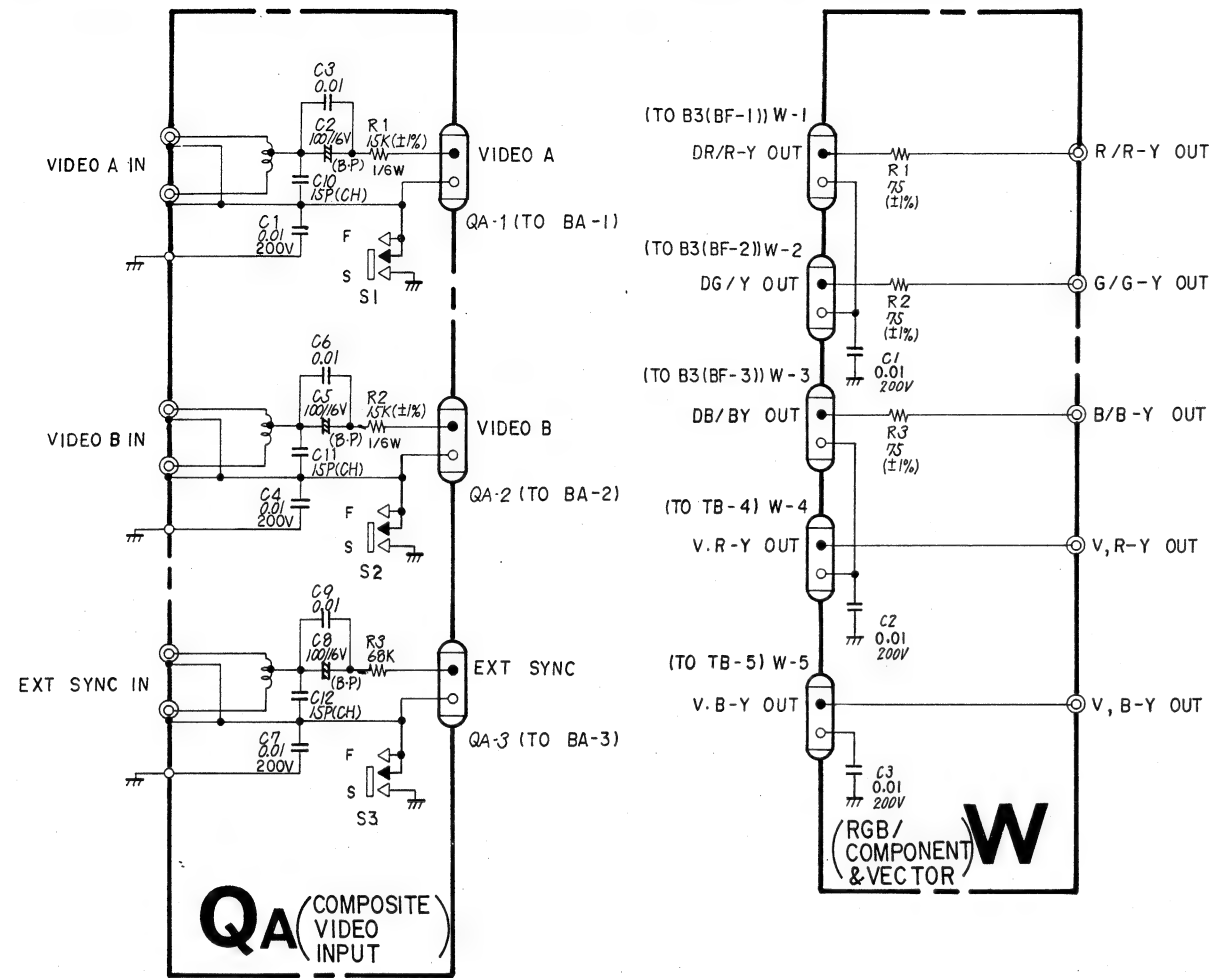 C3
0.01
C2
100/16V
(B·P)
R1
15K(±1%)
1/6W
VIDEO A IN
VIDEO A
C10
15P(CH)
C1
0.01
200V
QA-1 (TO BA-1)
F
S
S1
C6
0.01
C5
100/16V
(B·P)
R2
15K(±1%)
1/6W
VIDEO B IN
VIDEO B
C11
15P(CH)
C4
0.01
200V
QA-2 (TO BA-2)
F
S
S2
C9
0.01
C8
100/16V
(B·P)
R3
68K
EXT SYNC IN
EXT SYNC
C12
15P(CH)
C7
0.01
200V
QA-3 (TO BA-3)
F
S
S3
QA
(COMPOSITE
VIDEO
INPUT
(TO B3(BF-1)) W-1
DR/R-Y OUT
R1
75
(±1%)
R/R-Y OUT
(TO B3(BF-2)) W-2
DG/Y OUT
R2
75
(±1%)
G/G-Y OUT
C1
0.01
200V
(TO B3(BF-3)) W-3
DB/BY OUT
R3
75
(±1%)
B/B-Y OUT
(TO TB-4) W-4
V.R-Y OUT
V,R-Y OUT
C2
0.01
200V
(TO TB-5) W-5
V.B-Y OUT
V, B-Y OUT
C3
0.01
200V
(RGB/
COMPONENT
&VECTOR)
W